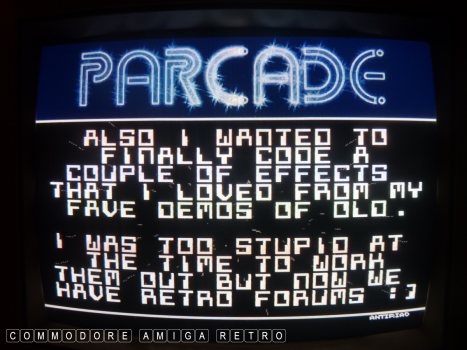 PARCADE
ALSO I WANTED TO
FINALLY CODE A
COUPLE OF EFFECTS
THAT I LOVED FROM MY
FAVE DEMOS OF OLD.
I WAS TOO STUPID AT
THE TIME TO WORK
THEM OUT BUT NOW WE
HAVE RETRO FORUMS :]
ANTIRIAD
COMMODORE AMIGA RETRO